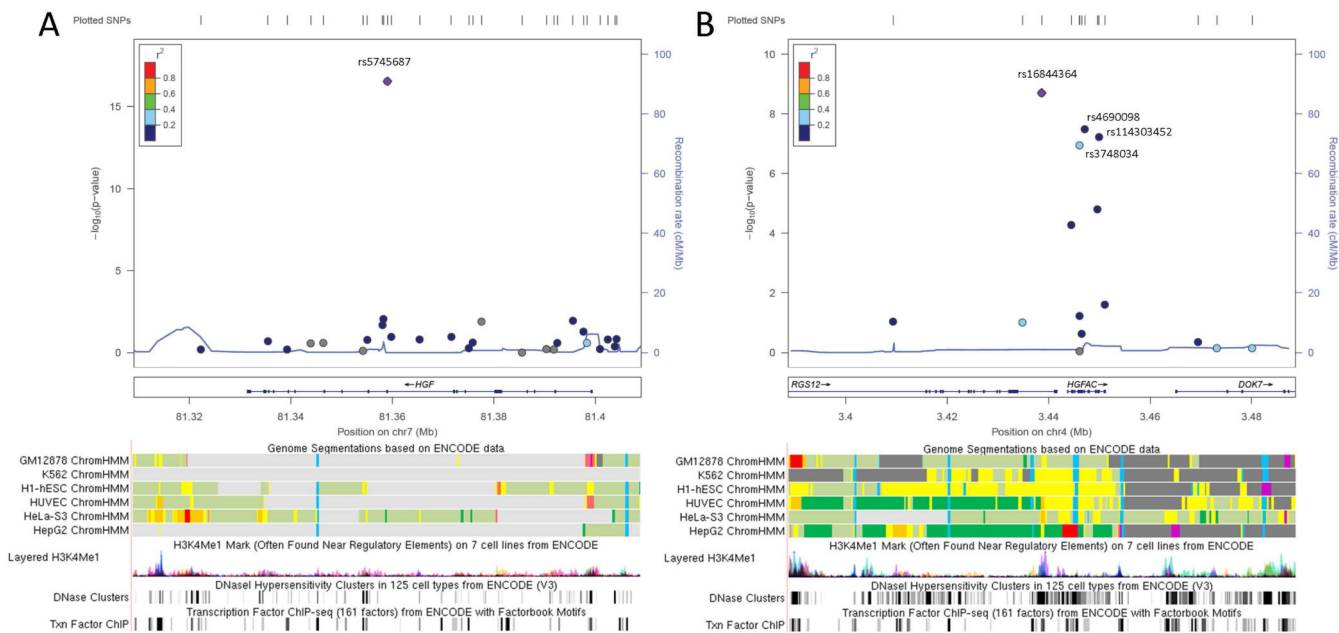 A
Plotted SNPs
r²
0.8
0.6
0.4
0.2
rs5745687
−log10(p-value)
15
10
5
0
Recombination rate (cM/Mb)
100
80
60
40
20
0
←HGF
81.32
81.34
81.36
81.38
81.4
Position on chr7 (Mb)
Genome Segmentations based on ENCODE data
GM12878 ChromHMM
K562 ChromHMM
H1-hESC ChromHMM
HUVEC ChromHMM
HeLa-S3 ChromHMM
HepG2 ChromHMM
H3K4Me1 Mark (Often Found Near Regulatory Elements) on 7 cell lines from ENCODE
Layered H3K4Me1
DNaseI Hypersensitivity Clusters in 125 cell types from ENCODE (V3)
DNase Clusters
Transcription Factor ChIP-seq (161 factors) from ENCODE with Factorbook Motifs
Txn Factor ChIP
B
Plotted SNPs
r²
0.8
0.6
0.4
0.2
rs16844364
rs4690098
rs114303452
rs3748034
−log10(p-value)
10
8
6
4
2
0
Recombination rate (cM/Mb)
100
80
60
40
20
0
RGS12→
HGFAC→
DOK7→
3.4
3.42
3.44
3.46
3.48
Position on chr4 (Mb)
Genome Segmentations based on ENCODE data
GM12878 ChromHMM
K562 ChromHMM
H1-hESC ChromHMM
HUVEC ChromHMM
HeLa-S3 ChromHMM
HepG2 ChromHMM
H3K4Me1 Mark (Often Found Near Regulatory Elements) on 7 cell lines from ENCODE
Layered H3K4Me1
DNaseI Hypersensitivity Clusters in 125 cell types from ENCODE (V3)
DNase Clusters
Transcription Factor ChIP-seq (161 factors) from ENCODE with Factorbook Motifs
Txn Factor ChIP